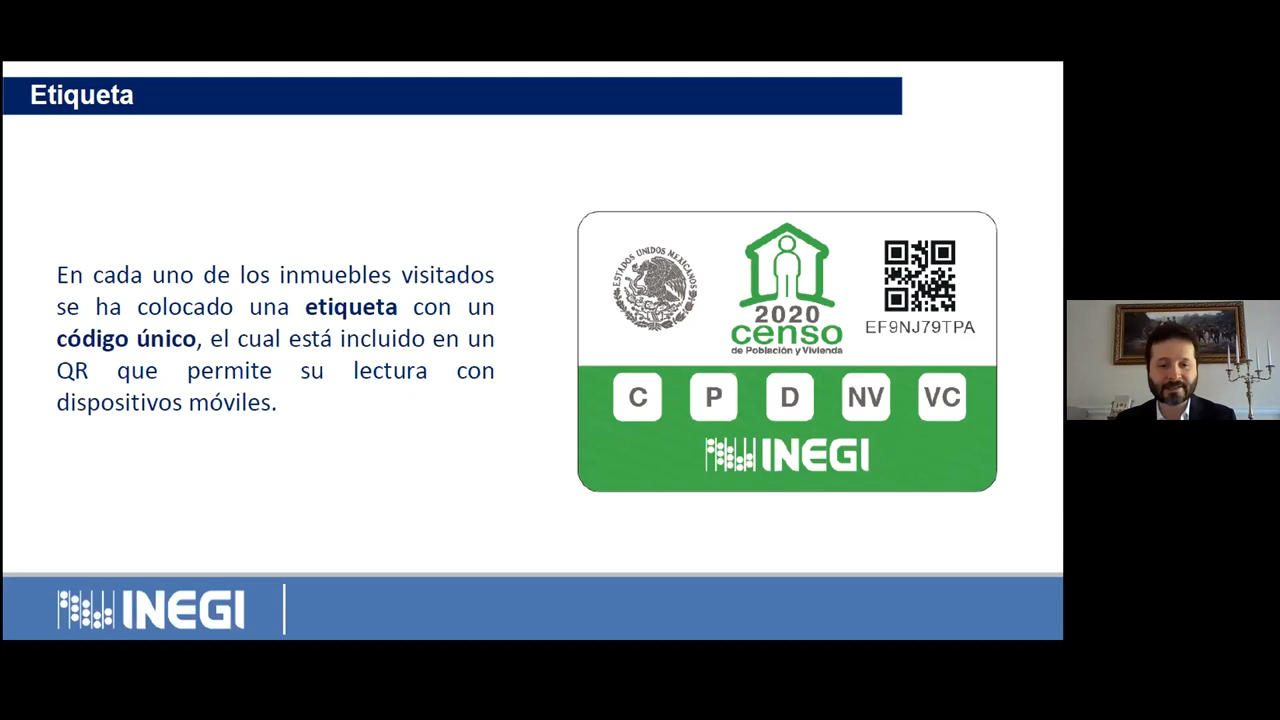 Etiqueta
En cada uno de los inmuebles visitados
se ha colocado una etiqueta con un
código único, el cual está incluido en un
QR que permite su lectura con
dispositivos móviles.
ESTADOS UNIDOS MEXICANOS
2020
censo
de Población y Vivienda
EF9NJ79TPA
C P D NV VC
INEGI
INEGI